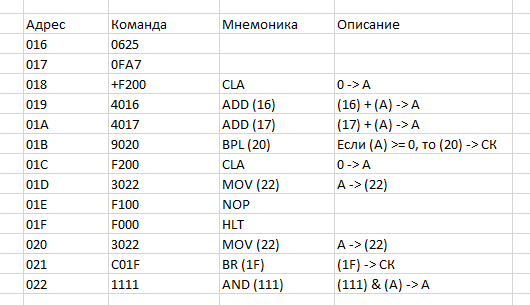 Адрес Команда Мнемоника Описание
016 0625
017 0FA7
018 +F200 CLA 0 -> A
019 4016 ADD (16) (16) + (A) -> A
01A 4017 ADD (17) (17) + (A) -> A
01B 9020 BPL (20) Если (А) >= 0, то (20) -> СК
01C F200 CLA 0 -> A
01D 3022 MOV (22) A -> (22)
01E F100 NOP
01F F000 HLT
020 3022 MOV (22) A -> (22)
021 C01F BR (1F) (1F) -> СК
022 1111 AND (111) (111) & (A) -> A